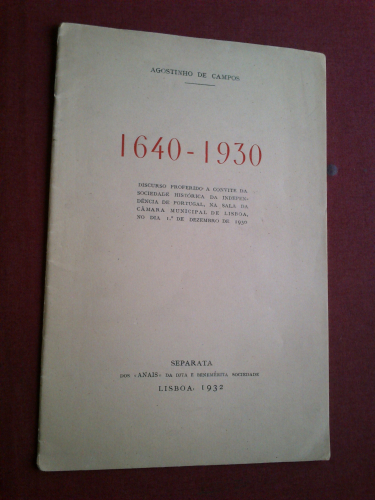 AGOSTINHO DE CAMPOS
1640-1930
DISCURSO PROFERIDO A CONVITE DA
SOCIEDADE HISTÓRICA DA INDEPEN-
DÊNCIA DE PORTUGAL, NA SALA DA
CÂMARA MUNICIPAL DE LISBOA,
NO DIA 1.º DE DEZEMBRO DE 1930
SEPARATA
DOS «ANAIS» DA DITA E BENEMÉRITA SOCIEDADE
LISBOA, 1932